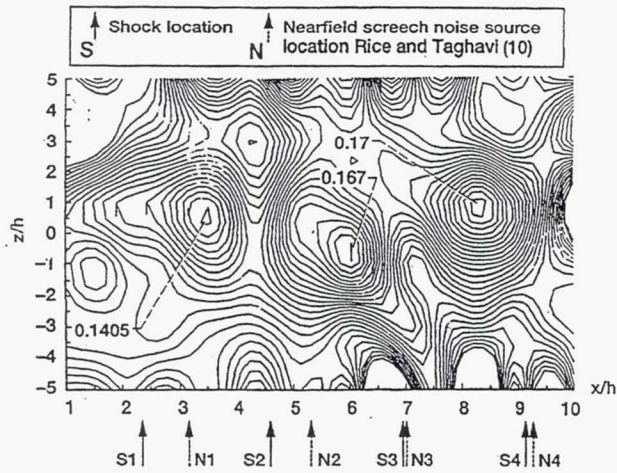 Shock location
S
Nearfield screech noise source
N location Rice and Taghavi (10)
5
4
3
2
1
0
−1
−2
−3
−4
−5
z/h
0.17
0.167
0.1405
1 2 3 4 5 6 7 8 9 10 x/h
S1 N1 S2 N2 S3 N3 S4 N4